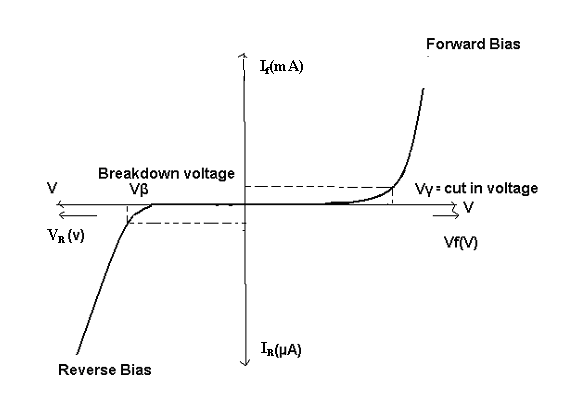 Forward Bias
If(mA)
Breakdown voltage
V
Vβ
Vγ = cut in voltage
V
VR (v)
Vf(V)
IR(µA)
Reverse Bias